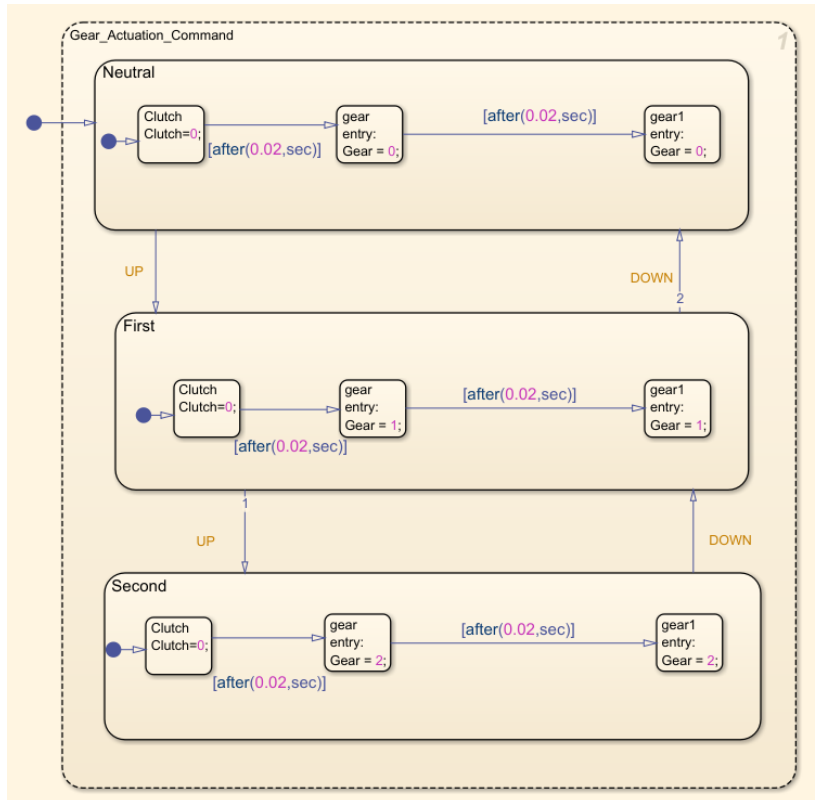 Gear_Actuation_Command
1
Neutral
Clutch
Clutch=0;
[after(0.02,sec)]
gear
entry:
Gear = 0;
[after(0.02,sec)]
gear1
entry:
Gear = 0;
UP
DOWN
2
First
Clutch
Clutch=0;
[after(0.02,sec)]
gear
entry:
Gear = 1;
[after(0.02,sec)]
gear1
entry:
Gear = 1;
1
UP
DOWN
Second
Clutch
Clutch=0;
[after(0.02,sec)]
gear
entry:
Gear = 2;
[after(0.02,sec)]
gear1
entry:
Gear = 2;